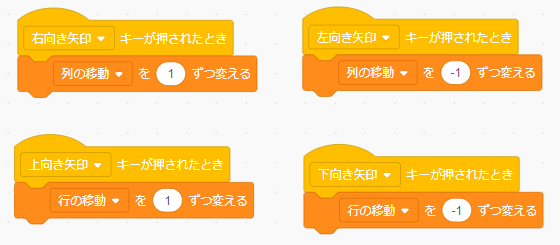 右向き矢印 キーが押されたとき
列の移動 を 1 ずつ変える
左向き矢印 キーが押されたとき
列の移動 を -1 ずつ変える
上向き矢印 キーが押されたとき
行の移動 を 1 ずつ変える
下向き矢印 キーが押されたとき
行の移動 を -1 ずつ変える